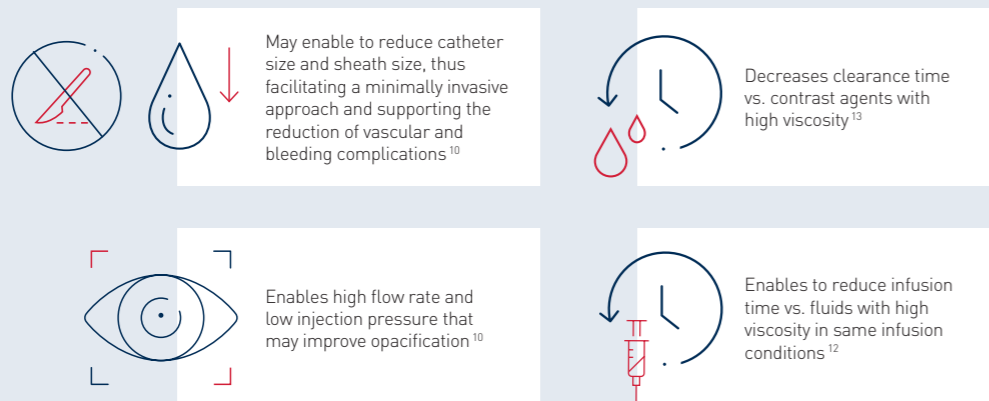 May enable to reduce catheter
size and sheath size, thus
facilitating a minimally invasive
approach and supporting the
reduction of vascular and
bleeding complications 10
Decreases clearance time
vs. contrast agents with
high viscosity 13
Enables high flow rate and
low injection pressure that
may improve opacification 10
Enables to reduce infusion
time vs. fluids with high
viscosity in same infusion
conditions 12